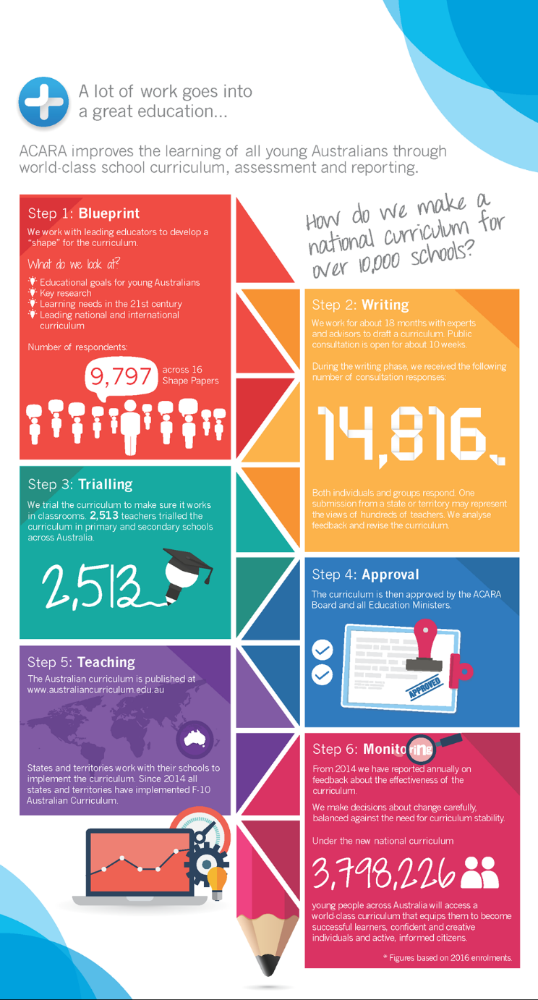 A lot of work goes into
a great education...
ACARA improves the learning of all young Australians through
world-class school curriculum, assessment and reporting.
How do we make a
national curriculum for
over 10,000 schools?
Step 1: Blueprint
We work with leading educators to develop a
“shape” for the curriculum.
What do we look at?
Educational goals for young Australians
Key research
Learning needs in the 21st century
Leading national and international
curriculum
Number of respondents:
9,797
across 16
Shape Papers
Step 2: Writing
We work for about 18 months with experts
and advisors to draft a curriculum. Public
consultation is open for about 10 weeks.
During the writing phase, we received the following
number of consultation responses:
14,816.
Both individuals and groups respond. One
submission from a state or territory may represent
the views of hundreds of teachers. We analyse
feedback and revise the curriculum.
Step 3: Trialling
We trial the curriculum to make sure it works
in classrooms. 2,513 teachers trialled the
curriculum in primary and secondary schools
across Australia.
2,513
Step 4: Approval
The curriculum is then approved by the ACARA
Board and all Education Ministers.
APPROVED
Step 5: Teaching
The Australian curriculum is published at
www.australiancurriculum.edu.au
States and territories work with their schools to
implement the curriculum. Since 2014 all
states and territories have implemented F-10
Australian Curriculum.
Step 6: Monitoring
From 2014 we have reported annually on
feedback about the effectiveness of the
curriculum.
We make decisions about change carefully,
balanced against the need for curriculum stability.
Under the new national curriculum
3,798,226
young people across Australia will access a
world-class curriculum that equips them to become
successful learners, confident and creative
individuals and active, informed citizens.
* Figures based on 2016 enrolments.